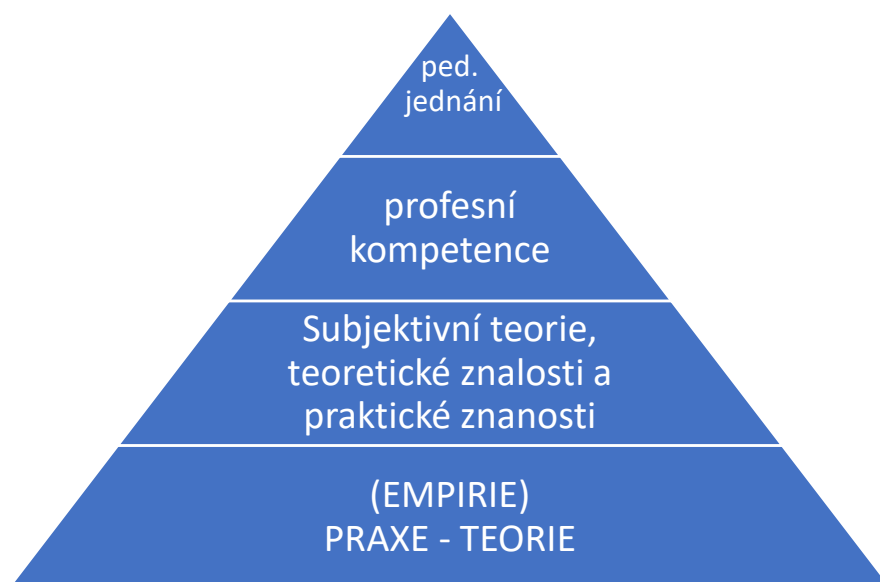 ped.
jednání
profesní
kompetence
Subjektivní teorie,
teoretické znalosti a
praktické znanosti
(EMPIRIE)
PRAXE - TEORIE